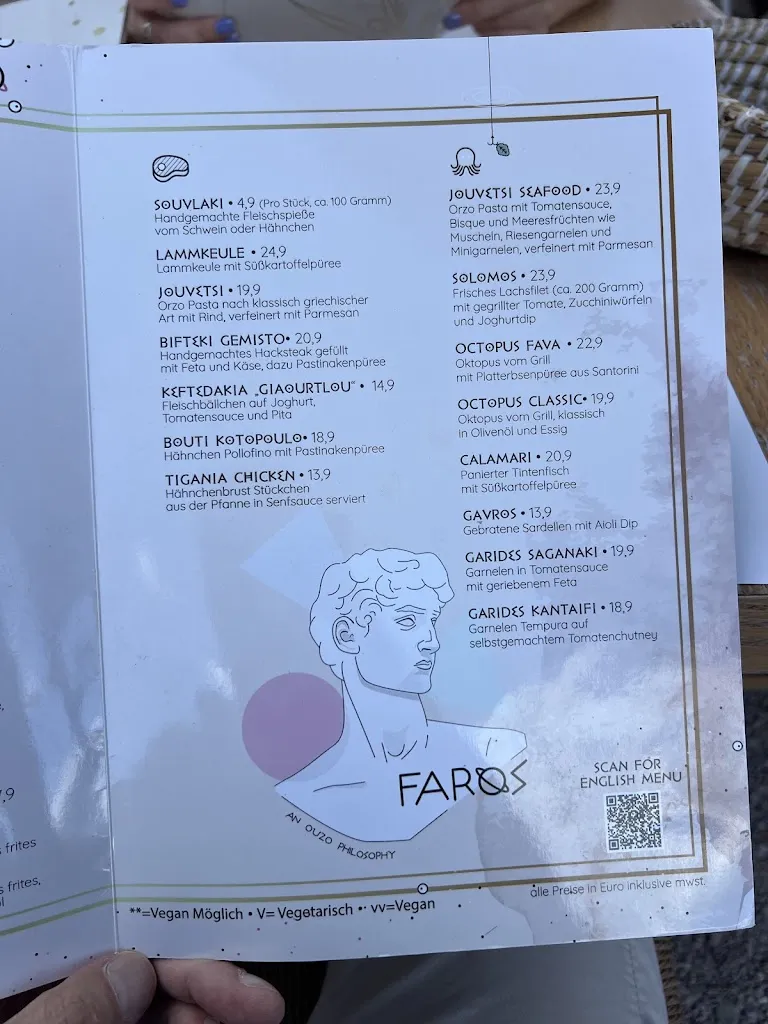 SOUVLAKI • 4,9 (Pro Stück, ca. 100 Gramm)
Handgemachte Fleischspieße
vom Schwein oder Hähnchen
LAMMKEULE • 24,9
Lammkeule mit Süßkartoffelpüree
JOUVETSI • 19,9
Orzo Pasta nach klassisch griechischer
Art mit Rind, verfeinert mit Parmesan
BIFTEKI GEMISTO• 20,9
Handgemachtes Hacksteak gefüllt
mit Feta und Käse, dazu Pastinakenpüree
KEFTEDAKIA „GIAOURTLOU“ • 14,9
Fleischbällchen auf Joghurt,
Tomatensauce und Pita
BOUTI KOTOPOULO• 18,9
Hähnchen Pollofino mit Pastinakenpüree
TIGANIA CHICKEN • 13,9
Hähnchenbrust Stückchen
aus der Pfanne in Senfsauce serviert
JOUVETSI SEAFOOD • 23,9
Orzo Pasta mit Tomatensauce,
Bisque und Meeresfrüchten wie
Muscheln, Riesengarnelen und
Minigarnelen, verfeinert mit Parmesan
SOLOMOS • 23,9
Frisches Lachsfilet (ca. 200 Gramm)
mit gegrillter Tomate, Zucchiniwürfeln
und Joghurtdip
OCTOPUS FAVA • 22,9
Oktopus vom Grill
mit Platterbsenpüree aus Santorini
OCTOPUS CLASSIC• 19,9
Oktopus vom Grill, klassisch
in Olivenöl und Essig
CALAMARI • 20,9
Panierter Tintenfisch
mit Süßkartoffelpüree
GAVROS • 13,9
Gebratene Sardellen mit Aioli Dip
GARIDES SAGANAKI • 19,9
Garnelen in Tomatensauce
mit geriebenem Feta
GARIDES KANTAIFI • 18,9
Garnelen Tempura auf
selbstgemachtem Tomatenchutney
FAROS
AN OUZO PHILOSOPHY
SCAN FOR
ENGLISH MENU
,9
frites
frites,
alle Preise in Euro inklusive mwst.
**=Vegan Möglich • V= Vegetarisch • vv=Vegan